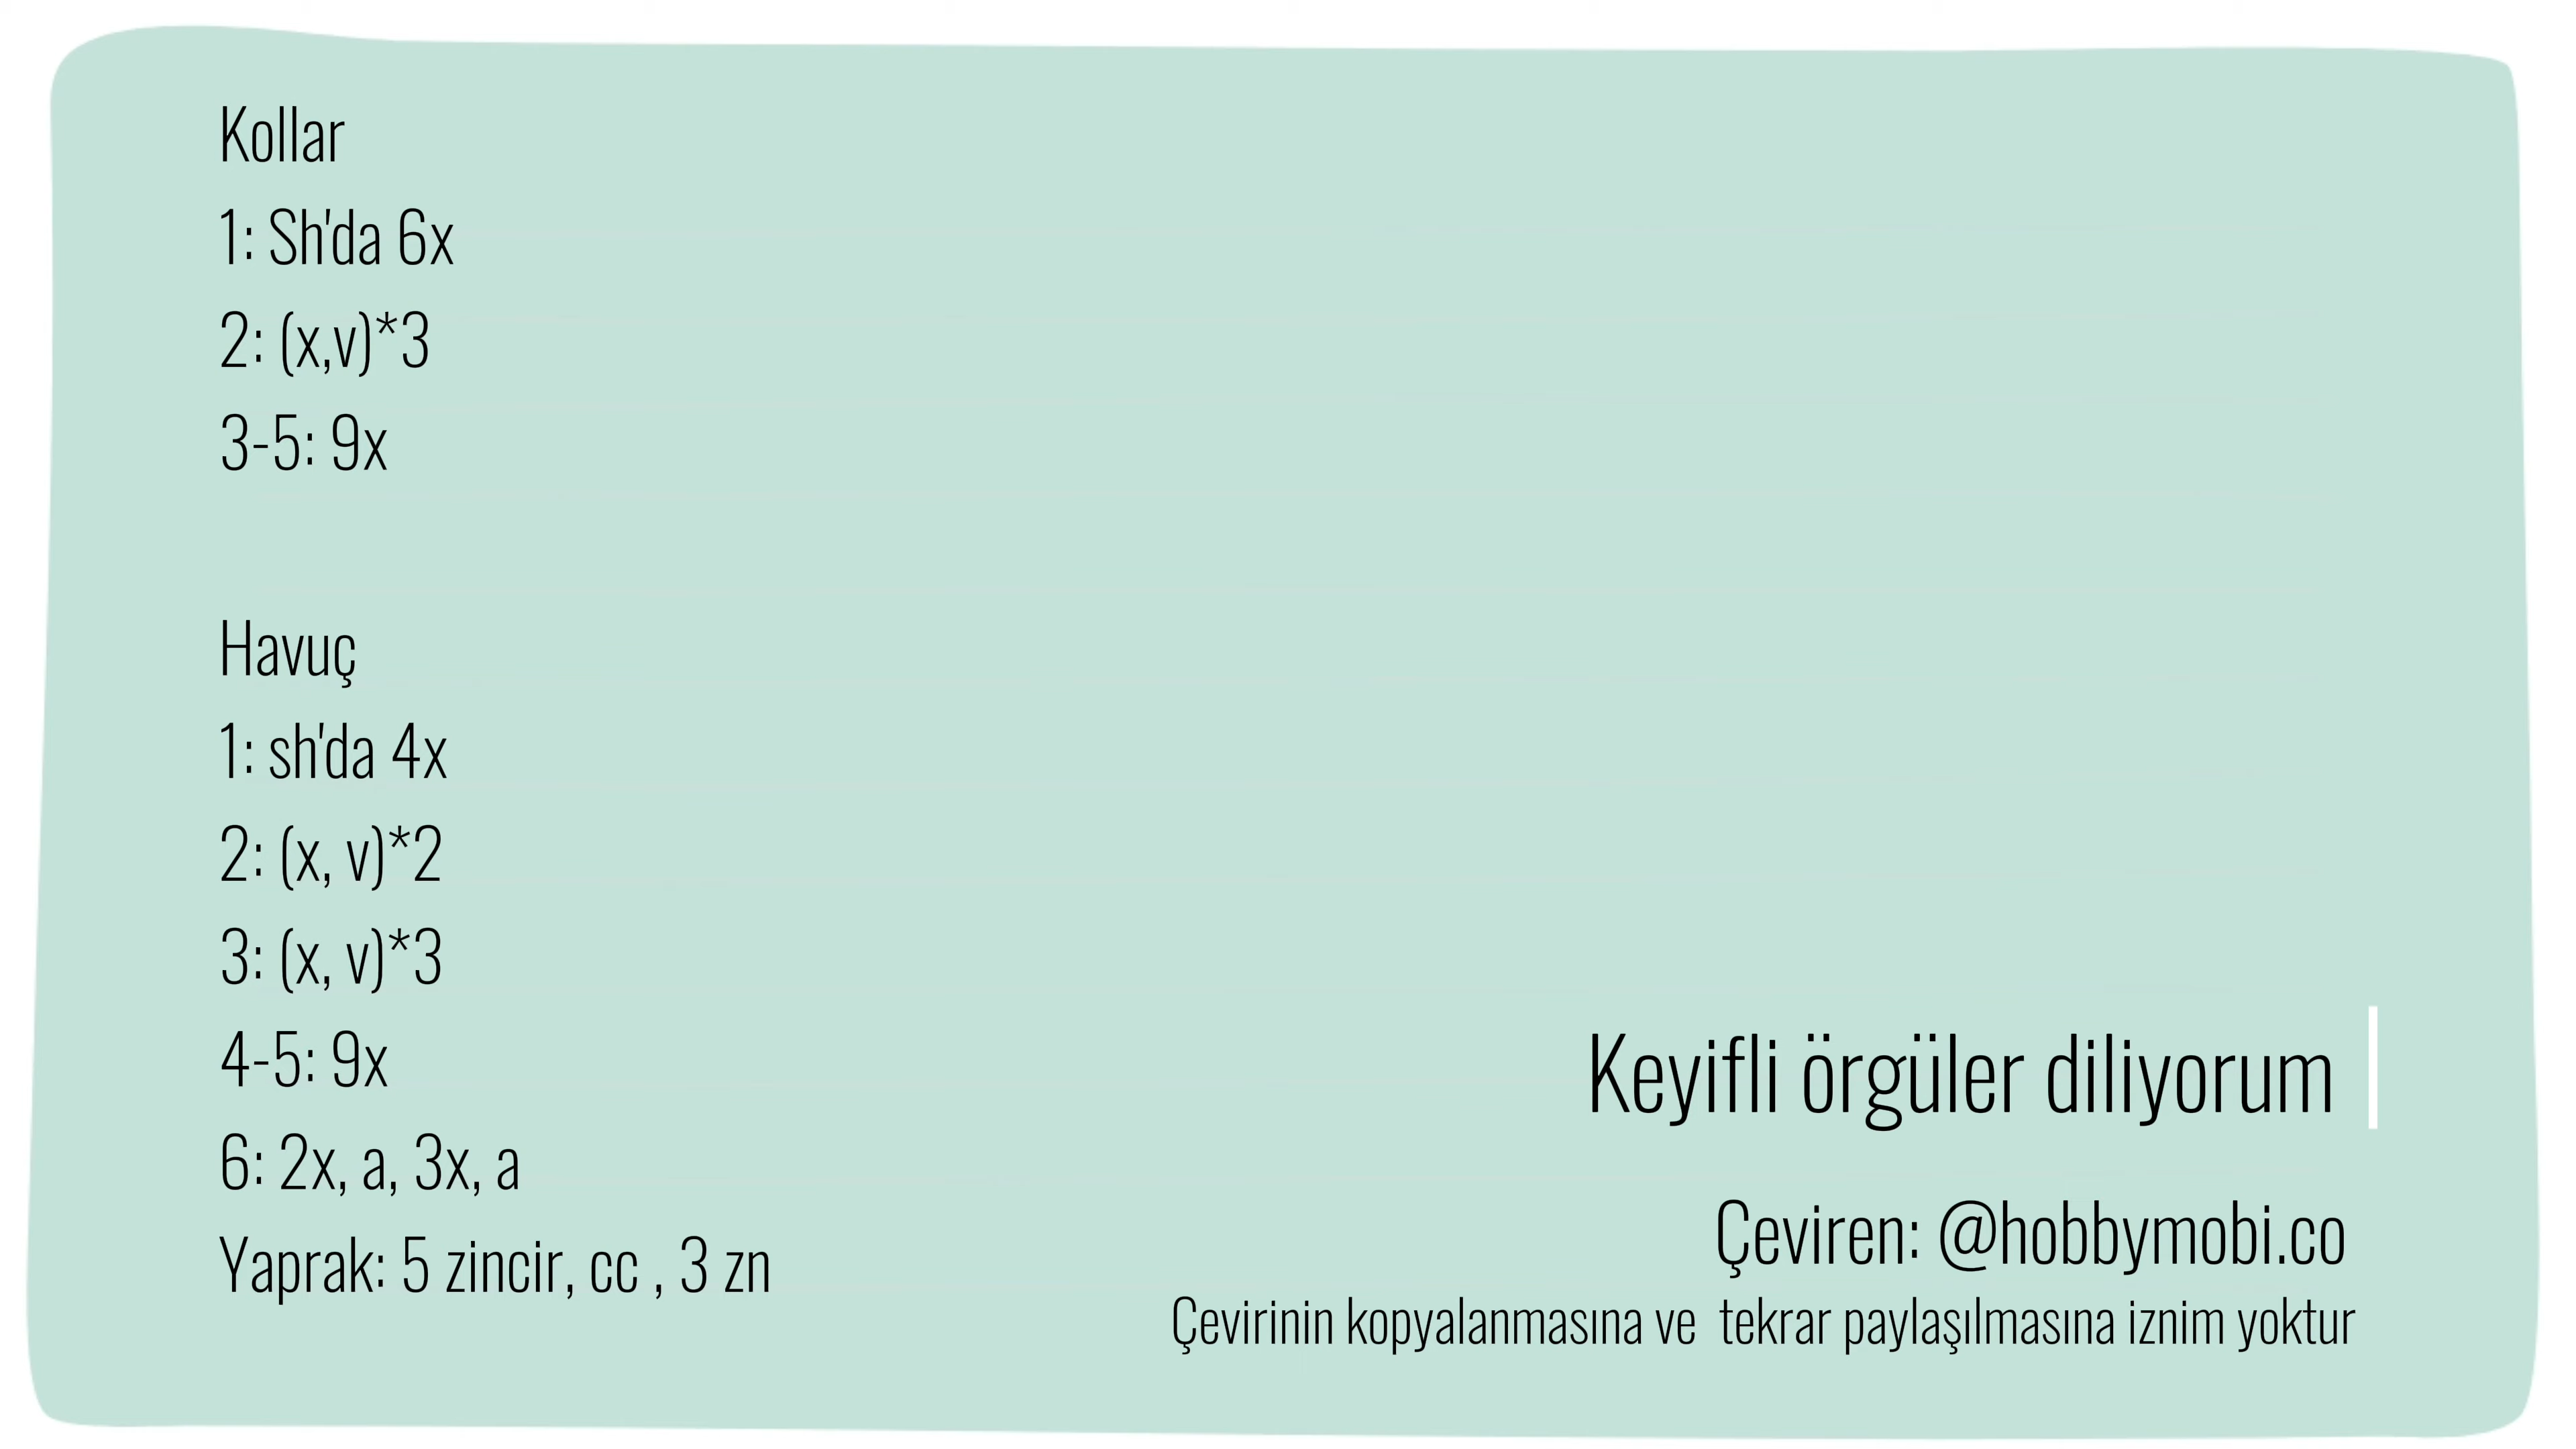 Kollar
1: Sh'da 6x
2: (x,v)*3
3-5: 9x
Havuç
1: sh'da 4x
2: (x, v)*2
3: (x, v)*3
4-5: 9x
6: 2x, a, 3x, a
Yaprak: 5 zincir, cc , 3 zn
Keyifli örgüler diliyorum
Çeviren: @hobbymobi.co
Çevirinin kopyalanmasına ve  tekrar paylaşılmasına iznim yoktur